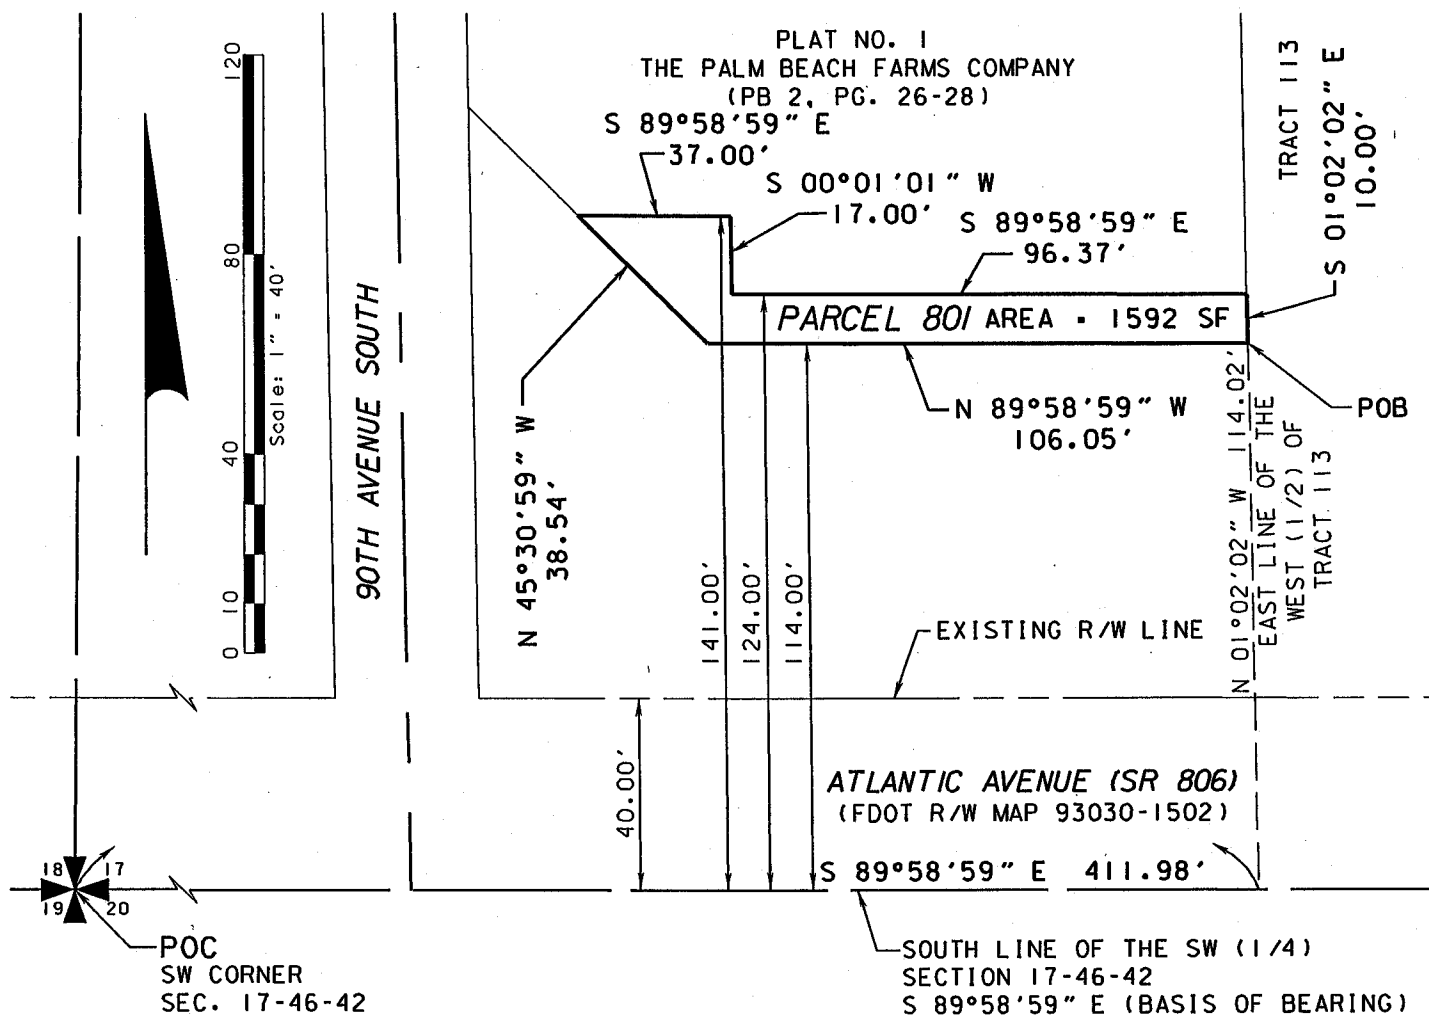 PLAT NO. 1
THE PALM BEACH FARMS COMPANY
(PB 2, PG. 26-28)
S 89°58'59" E
37.00'
S 00°01'01" W
17.00'
S 89°58'59" E
96.37'
TRACT 113
S 01°02'02" E
10.00'
120
80
40
10
0
Scale: 1" = 40'
90TH AVENUE SOUTH
PARCEL 801 AREA = 1592 SF
POB
N 89°58'59" W
106.05'
N 45°30'59" W
38.54'
N 01°02'02" W 114.02'
EAST LINE OF THE
WEST (1/2) OF
TRACT 113
141.00'
124.00'
114.00'
EXISTING R/W LINE
40.00'
ATLANTIC AVENUE (SR 806)
(FDOT R/W MAP 93030-1502)
S 89°58'59" E 411.98'
18 17
19 20
POC
SW CORNER
SEC. 17-46-42
SOUTH LINE OF THE SW (1/4)
SECTION 17-46-42
S 89°58'59" E (BASIS OF BEARING)